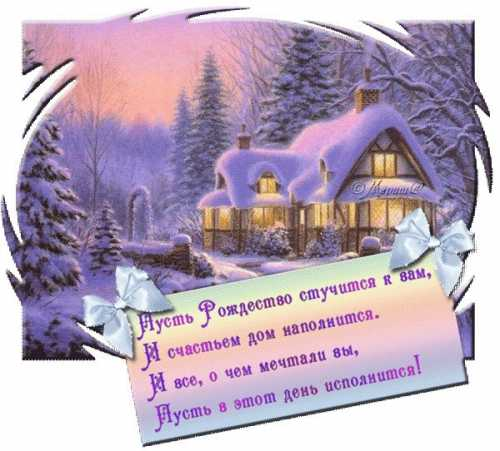 Пусть Рождество стучится к вам,
И счастьем дом наполнится.
И все, о чем мечтали вы,
Пусть в этот день исполнится!